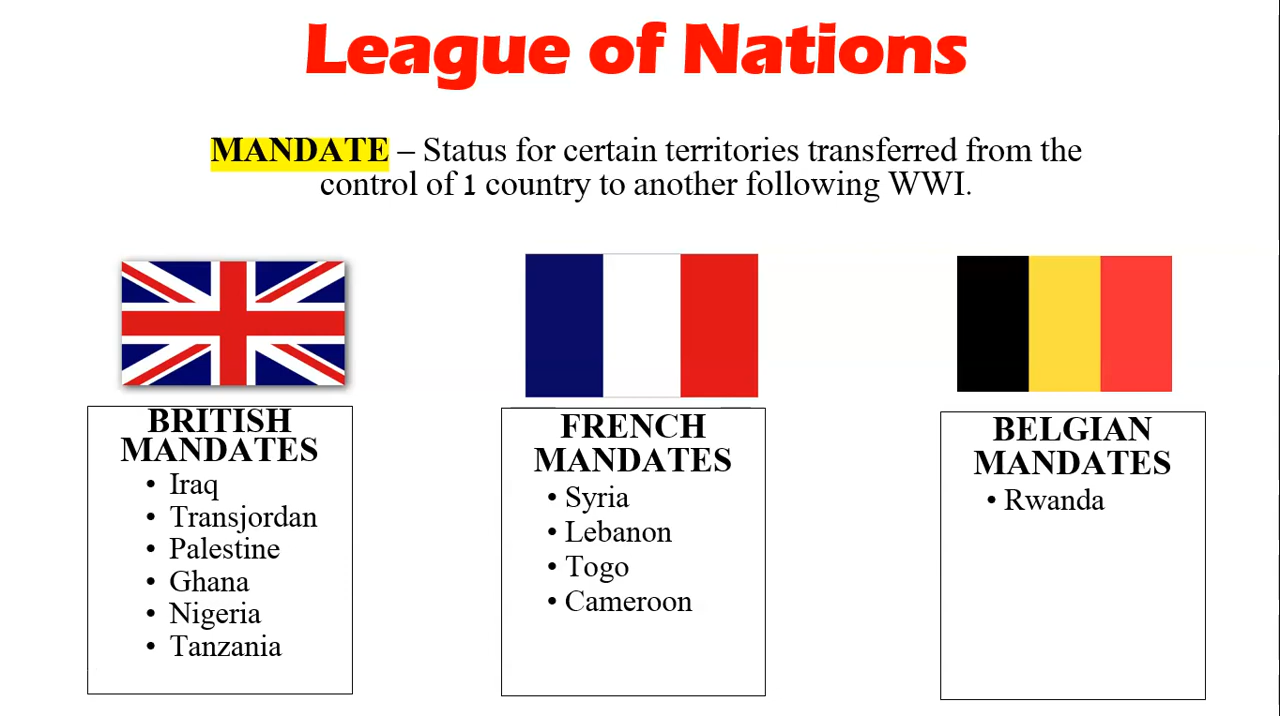 League of Nations
MANDATE – Status for certain territories transferred from the
control of 1 country to another following WWI.
BRITISH
MANDATES
• Iraq
• Transjordan
• Palestine
• Ghana
• Nigeria
• Tanzania
FRENCH
MANDATES
• Syria
• Lebanon
• Togo
• Cameroon
BELGIAN
MANDATES
• Rwanda